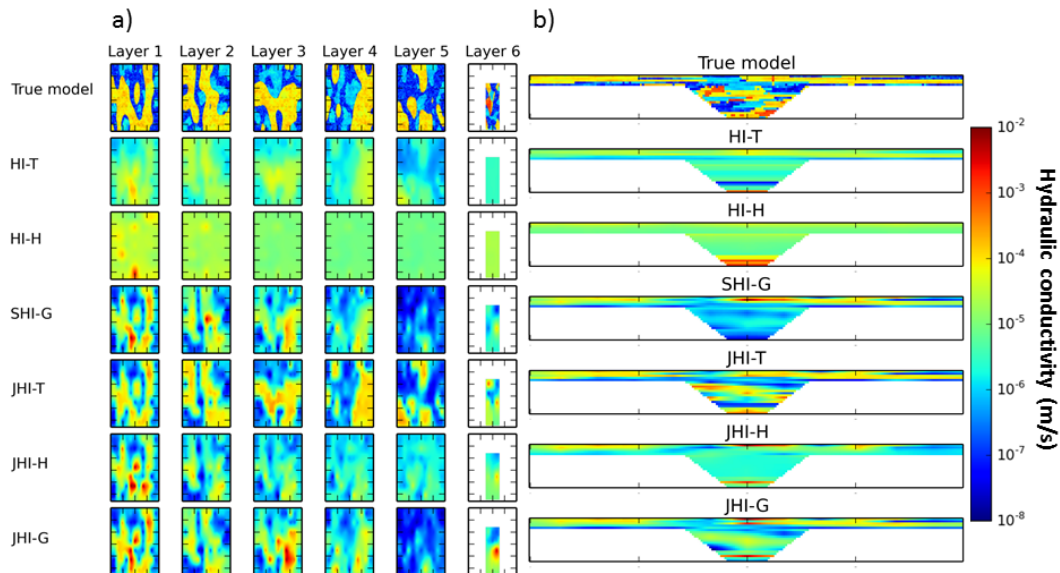 a)
b)
Layer 1 Layer 2 Layer 3 Layer 4 Layer 5 Layer 6
True model
HI-T
HI-H
SHI-G
JHI-T
JHI-H
JHI-G
True model
HI-T
HI-H
SHI-G
JHI-T
JHI-H
JHI-G
10⁻²
10⁻³
10⁻⁴
10⁻⁵
10⁻⁶
10⁻⁷
10⁻⁸
Hydraulic conductivity (m/s)